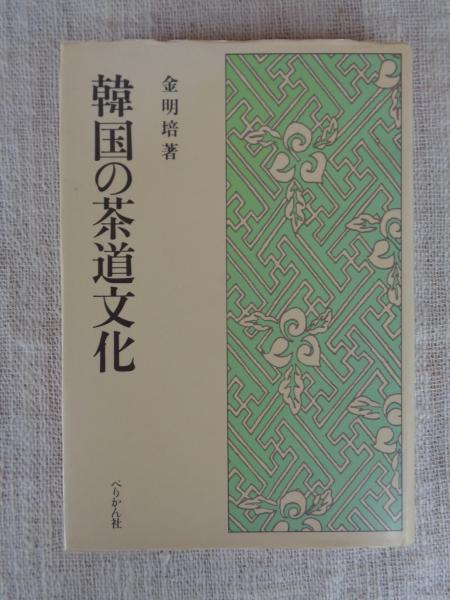 金明培著
韓国の茶道文化
ぺりかん社